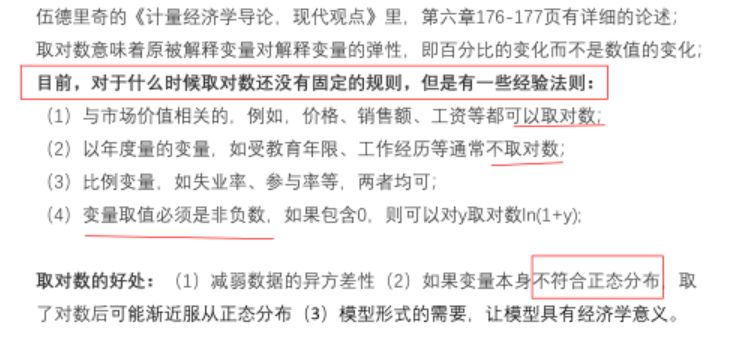 伍德里奇的《计量经济学导论，现代观点》里，第六章176-177页有详细的论述；
取对数意味着原被解释变量对解释变量的弹性，即百分比的变化而不是数值的变化；
目前，对于什么时候取对数还没有固定的规则，但是有一些经验法则：
（1）与市场价值相关的，例如，价格、销售额、工资等都可以取对数；
（2）以年度量的变量，如受教育年限、工作经历等通常不取对数；
（3）比例变量，如失业率、参与率等，两者均可；
（4）变量取值必须是非负数，如果包含0，则可以对y取对数ln(1+y);
取对数的好处：（1）减弱数据的异方差性（2）如果变量本身不符合正态分布，取
了对数后可能渐近服从正态分布（3）模型形式的需要，让模型具有经济学意义。